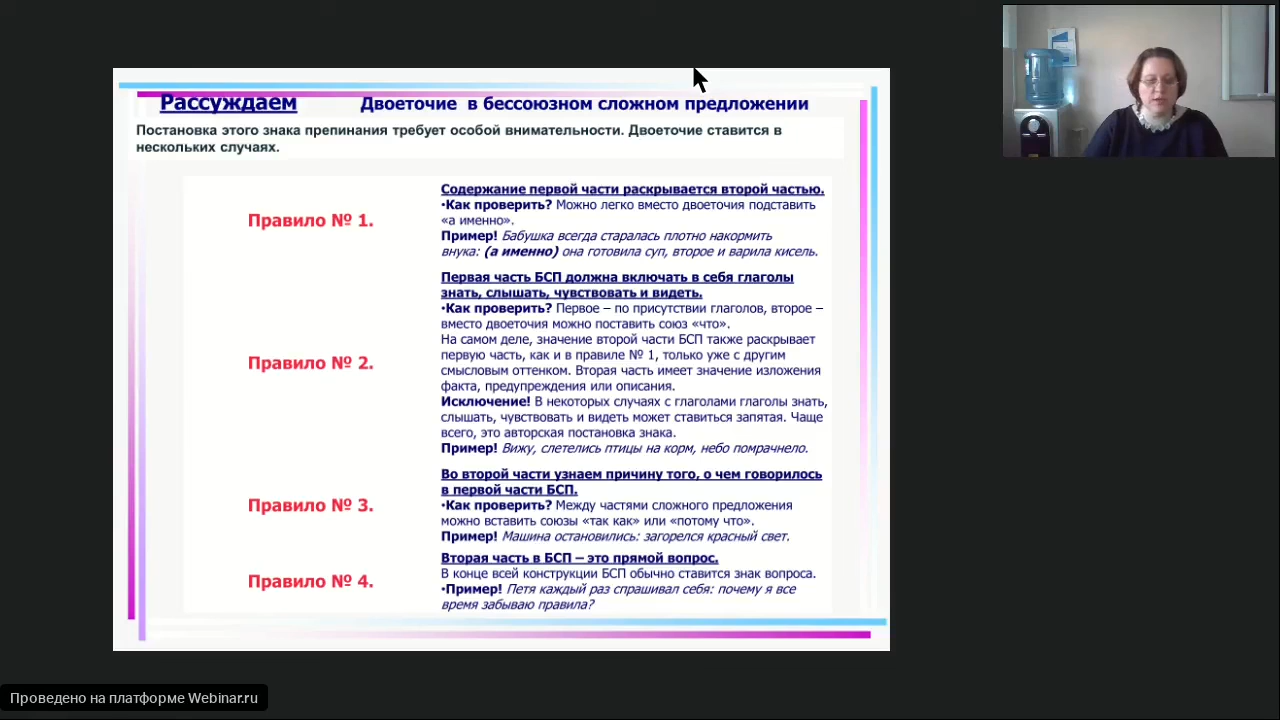 Рассуждаем Двоеточие в бессоюзном сложном предложении
Постановка этого знака препинания требует особой внимательности. Двоеточие ставится в
нескольких случаях.
Правило № 1.
Содержание первой части раскрывается второй частью.
•Как проверить? Можно легко вместо двоеточия подставить
«а именно».
Пример! Бабушка всегда старалась плотно накормить
внука: (а именно) она готовила суп, второе и варила кисель.
Правило № 2.
Первая часть БСП должна включать в себя глаголы
знать, слышать, чувствовать и видеть.
•Как проверить? Первое – по присутствии глаголов, второе –
вместо двоеточия можно поставить союз «что».
На самом деле, значение второй части БСП также раскрывает
первую часть, как и в правиле № 1, только уже с другим
смысловым оттенком. Вторая часть имеет значение изложения
факта, предупреждения или описания.
Исключение! В некоторых случаях с глаголами глаголы знать,
слышать, чувствовать и видеть может ставиться запятая. Чаще
всего, это авторская постановка знака.
Пример! Вижу, слетелись птицы на корм, небо помрачнело.
Правило № 3.
Во второй части узнаем причину того, о чем говорилось
в первой части БСП.
•Как проверить? Между частями сложного предложения
можно вставить союзы «так как» или «потому что».
Пример! Машина остановились: загорелся красный свет.
Правило № 4.
Вторая часть в БСП – это прямой вопрос.
В конце всей конструкции БСП обычно ставится знак вопроса.
•Пример! Петя каждый раз спрашивал себя: почему я все
время забываю правила?
Проведено на платформе Webinar.ru